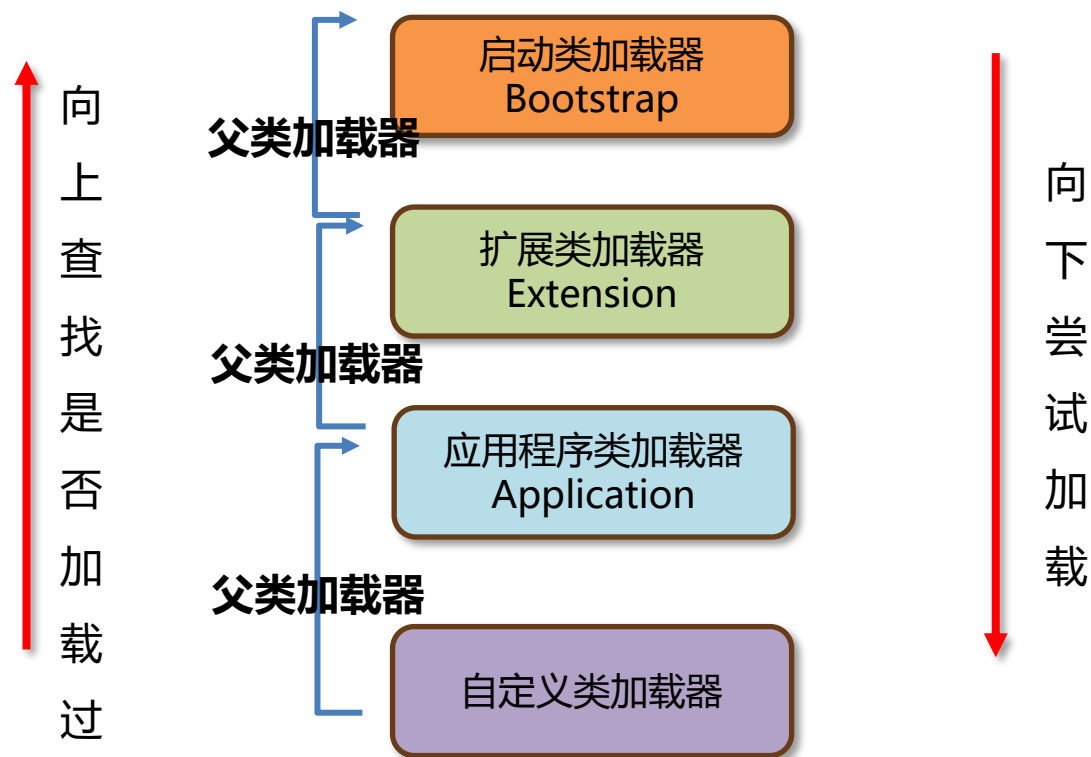 启动类加载器
Bootstrap
父类加载器
扩展类加载器
Extension
父类加载器
应用程序类加载器
Application
父类加载器
自定义类加载器
向上查找是否加载过
向下尝试加载